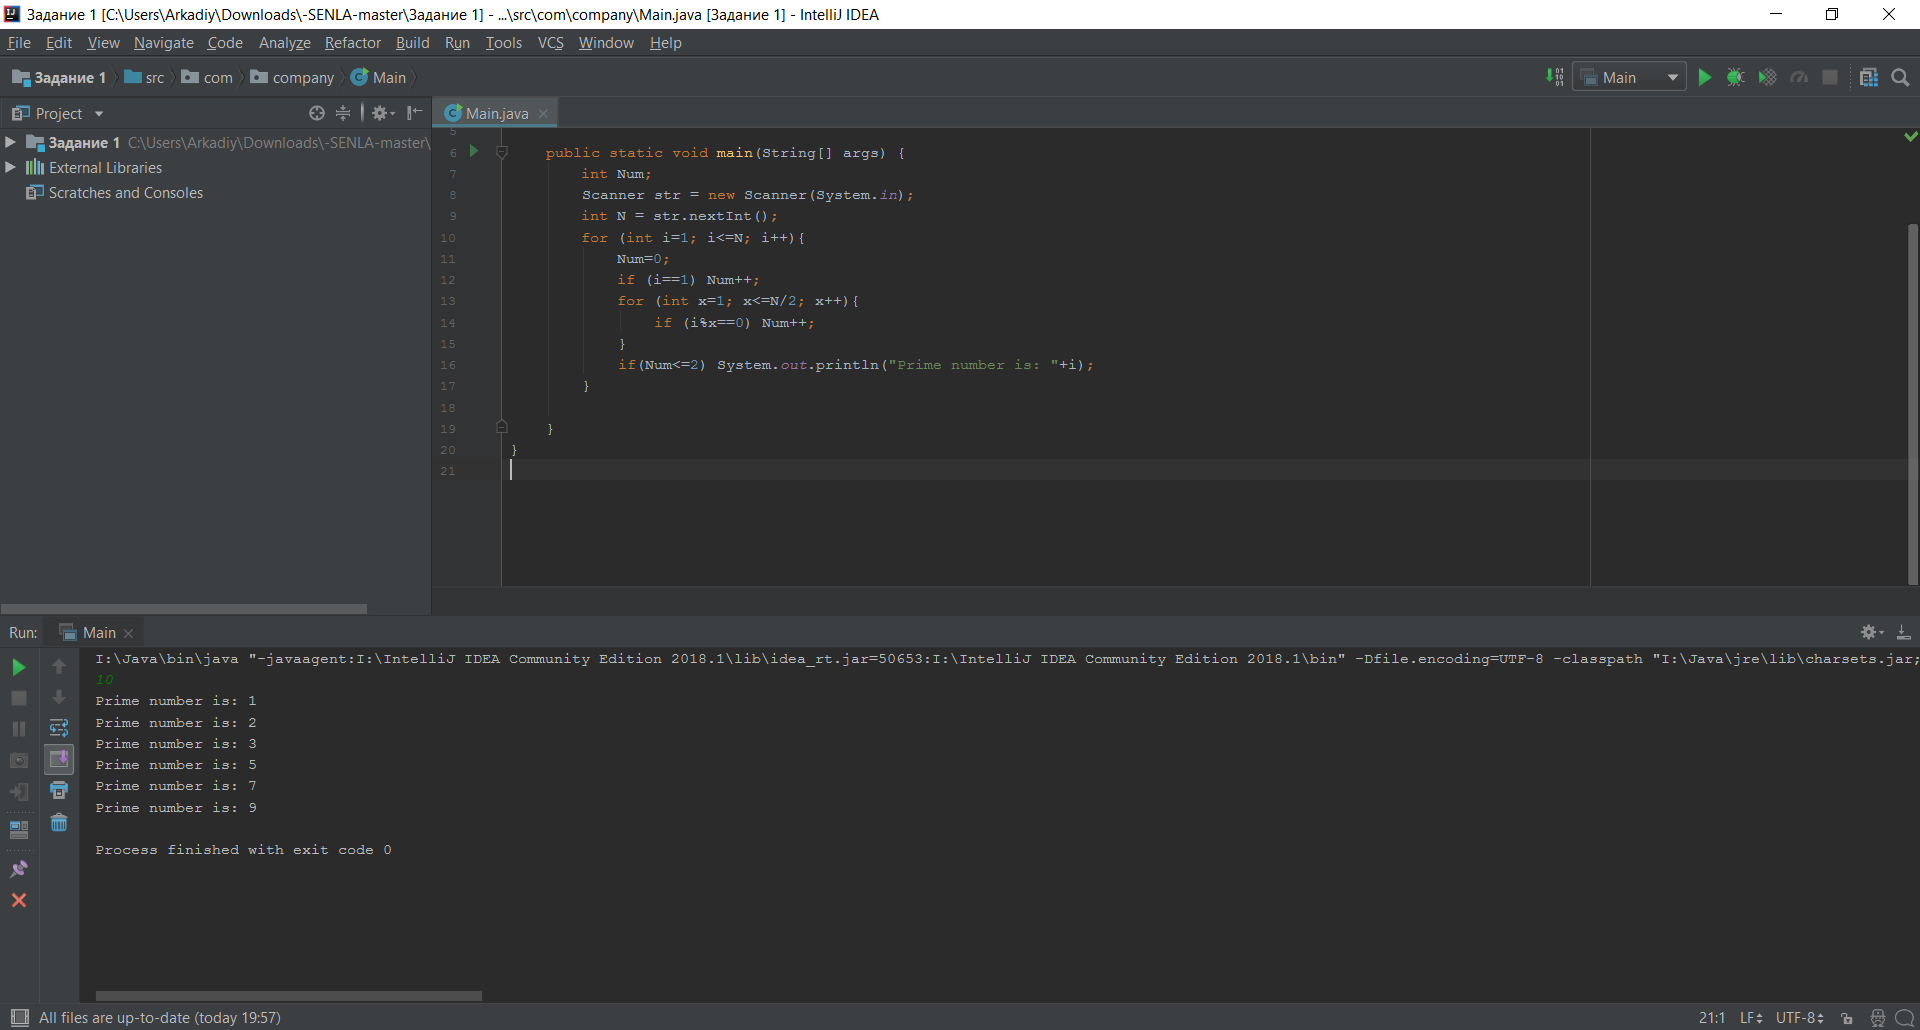 Задание 1 [C:\Users\Arkadiy\Downloads\-SENLA-master\Задание 1] - ...\src\com\company\Main.java [Задание 1] - IntelliJ IDEA
File Edit View Navigate Code Analyze Refactor Build Run Tools VCS Window Help
Задание 1 src com company Main
Main
Project
Main.java
Задание 1 C:\Users\Arkadiy\Downloads\-SENLA-master\
External Libraries
Scratches and Consoles
5
6 public static void main(String[] args) {
7 int Num;
8 Scanner str = new Scanner(System.in);
9 int N = str.nextInt();
10 for (int i=1; i<=N; i++){
11 Num=0;
12 if (i==1) Num++;
13 for (int x=1; x<=N/2; x++){
14 if (i%x==0) Num++;
15 }
16 if(Num<=2) System.out.println("Prime number is: "+i);
17 }
18
19 }
20 }
21
Run: Main
I:\Java\bin\java "-javaagent:I:\IntelliJ IDEA Community Edition 2018.1\lib\idea_rt.jar=50653:I:\IntelliJ IDEA Community Edition 2018.1\bin" -Dfile.encoding=UTF-8 -classpath "I:\Java\jre\lib\charsets.jar;
10
Prime number is: 1
Prime number is: 2
Prime number is: 3
Prime number is: 5
Prime number is: 7
Prime number is: 9
Process finished with exit code 0
All files are up-to-date (today 19:57)
21:1 LF UTF-8